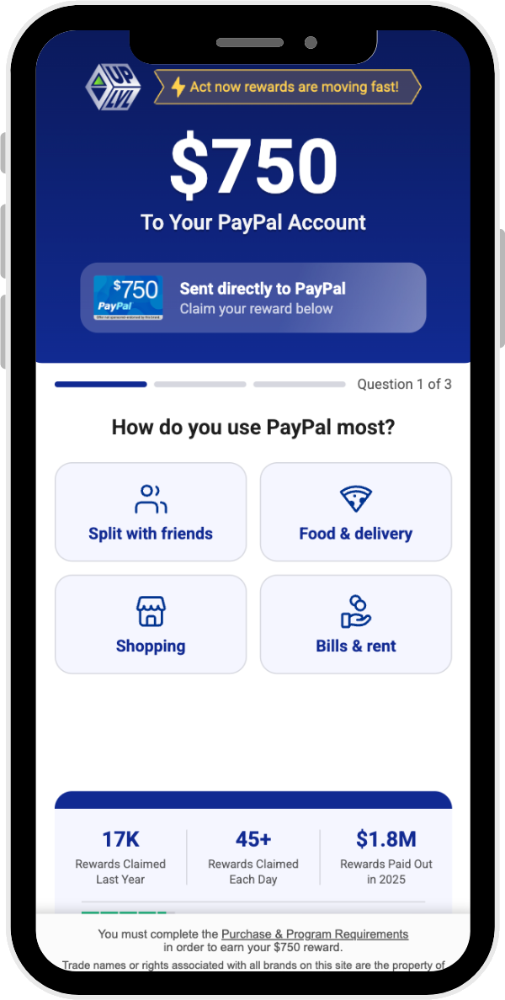 UP
LVL
Act now rewards are moving fast!
$750
To Your PayPal Account
$750
PayPal
Sent directly to PayPal
Claim your reward below
Question 1 of 3
How do you use PayPal most?
Split with friends
Food & delivery
Shopping
Bills & rent
17K
Rewards Claimed
Last Year
45+
Rewards Claimed
Each Day
$1.8M
Rewards Paid Out
in 2025
You must complete the Purchase & Program Requirements
in order to earn your $750 reward.
Trade names or rights associated with all brands on this site are the property of